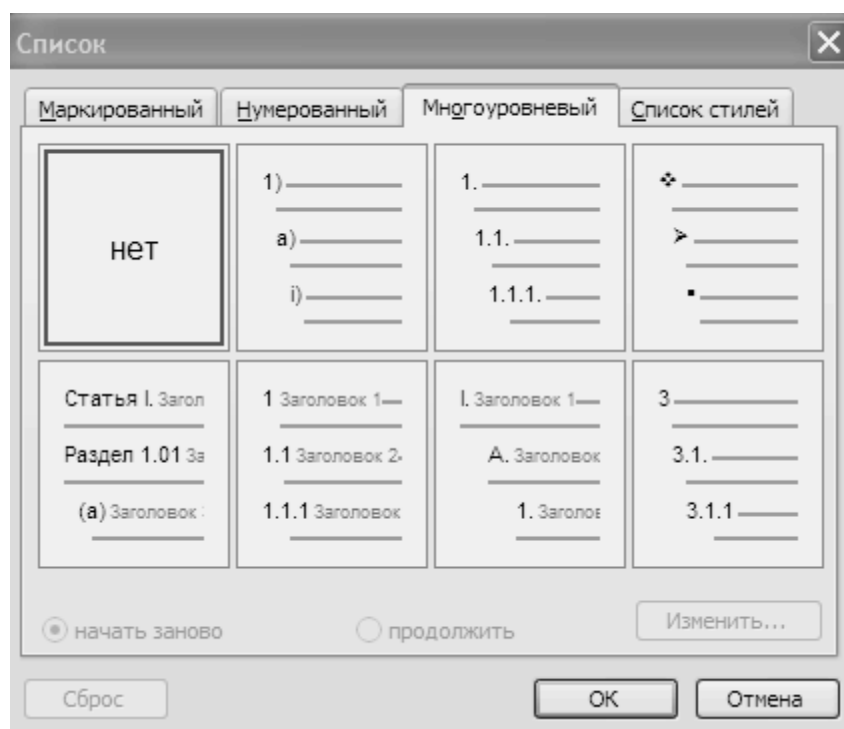 Список
Маркированный Нумерованный Многоуровневый Список стилей
нет
1)
a)
i)
1.
1.1.
1.1.1.
Статья I. Загол
Раздел 1.01 За
(a) Заголовок
1 Заголовок 1
1.1 Заголовок 2
1.1.1 Заголовок
I. Заголовок 1
A. Заголовок
1. Заголов
3
3.1.
3.1.1
начать заново продолжить Изменить...
Сброс ОК Отмена